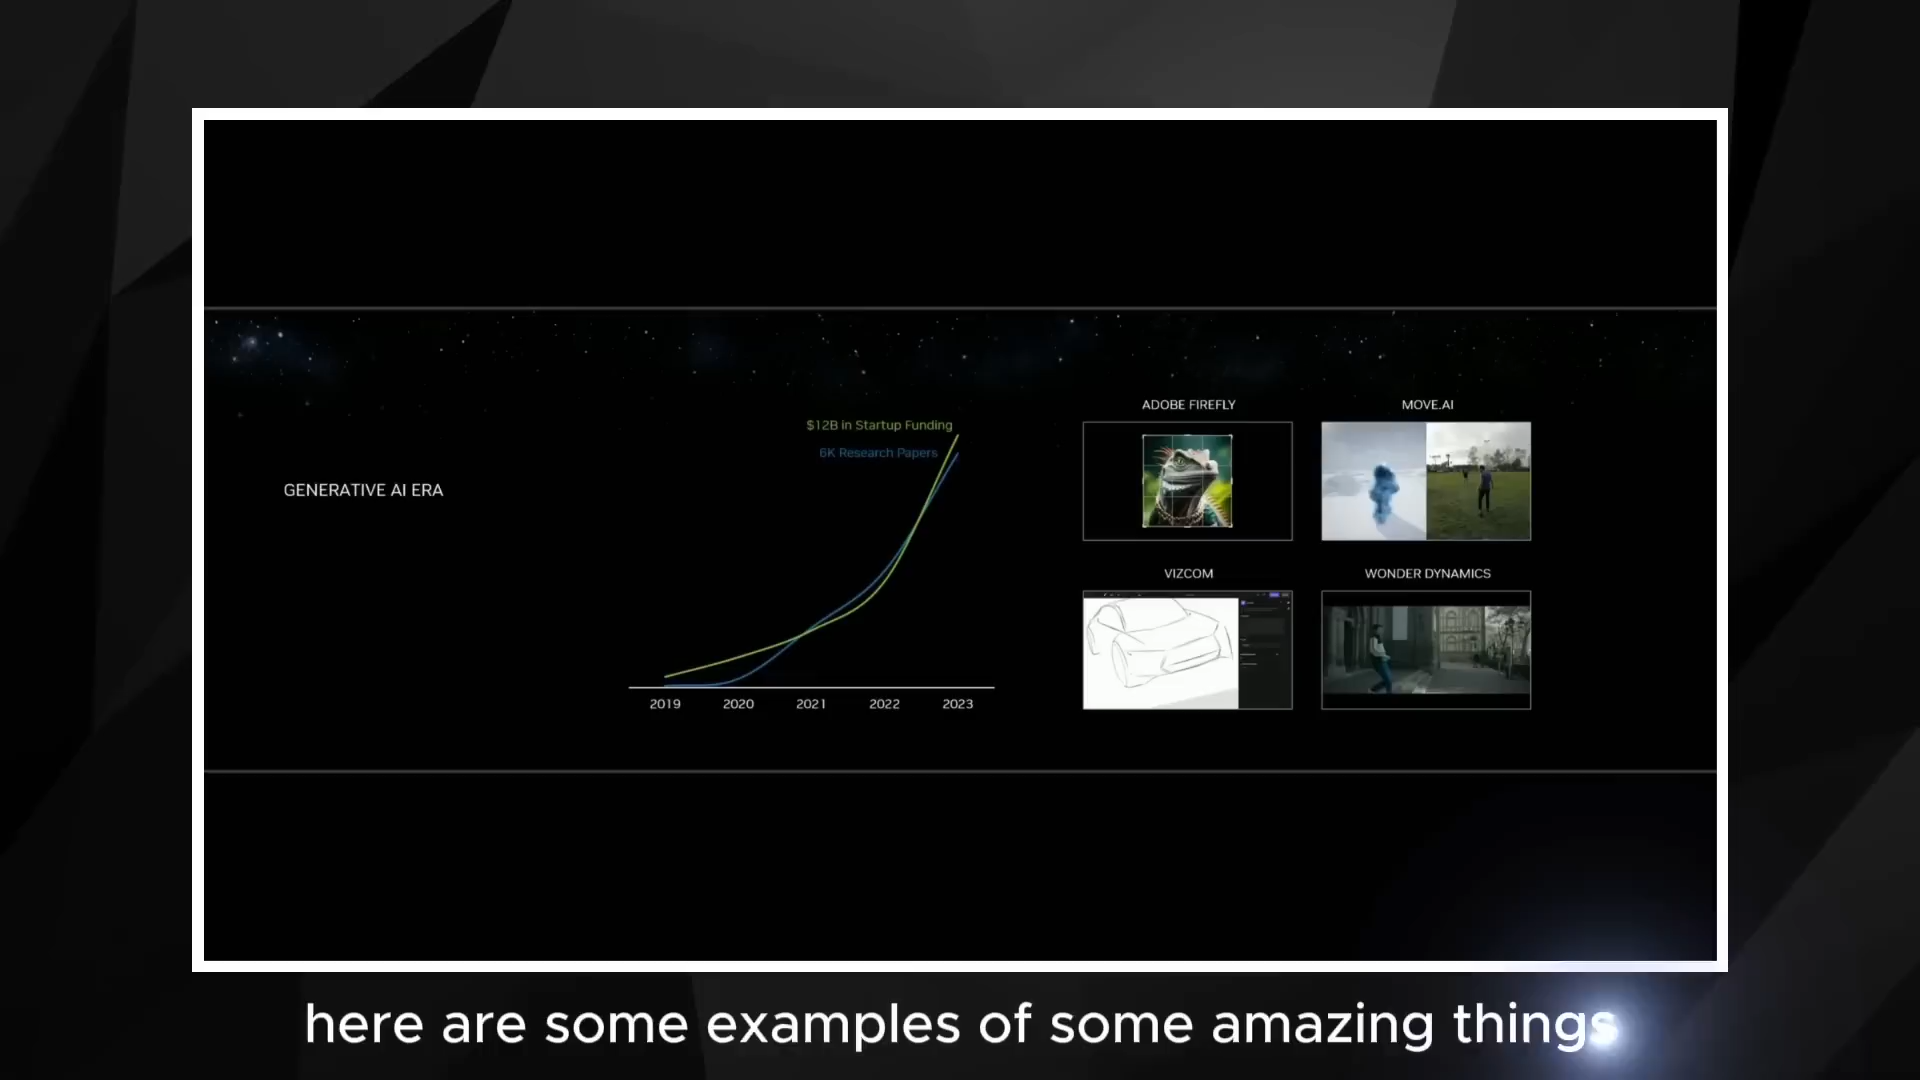 GENERATIVE AI ERA
$12B in Startup Funding
6K Research Papers
2019 2020 2021 2022 2023
ADOBE FIREFLY
MOVE.AI
VIZCOM
WONDER DYNAMICS
here are some examples of some amazing things